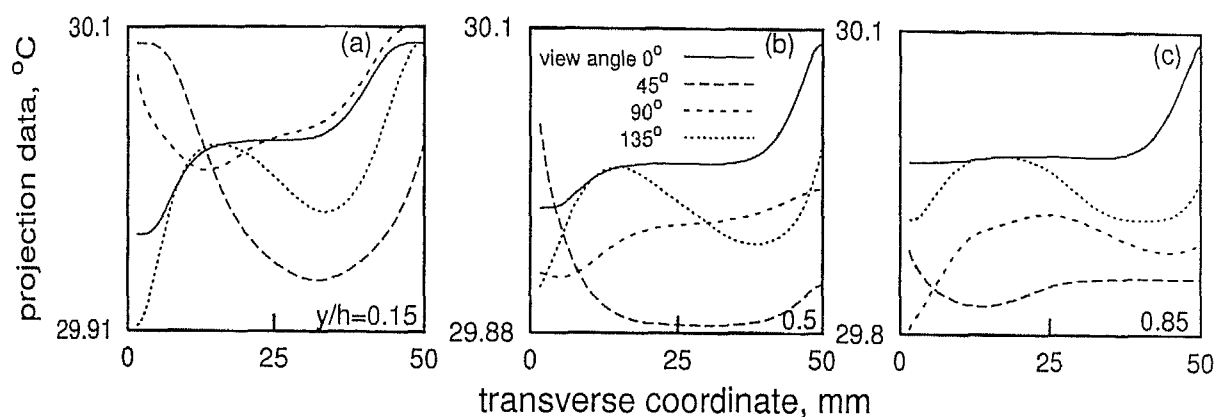 30.1
(a)
projection data, °C
29.91
y/h=0.15
0
25
50
30.1
(b)
view angle 0°
45°
90°
135°
29.88
0.5
0
25
50
30.1
(c)
29.8
0.85
0
25
50
transverse coordinate, mm